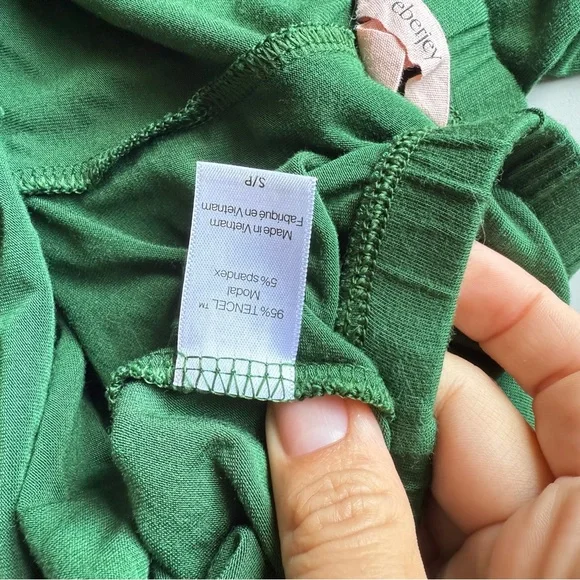 eberjey
95% TENCEL™
Modal
5% spandex
Made in Vietnam
Fabriqué en Vietnam
S/P